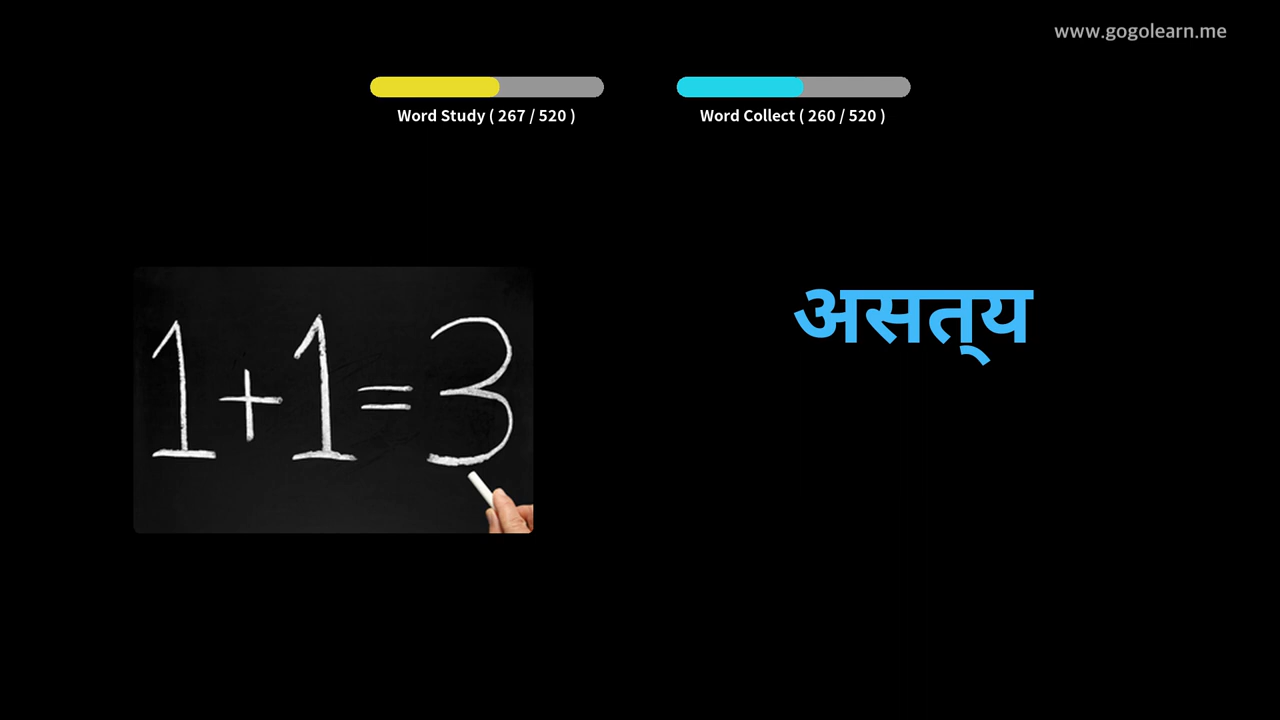 www.gogolearn.me
Word Study ( 267 / 520 )
Word Collect ( 260 / 520 )
1+1=3
असत्‌य